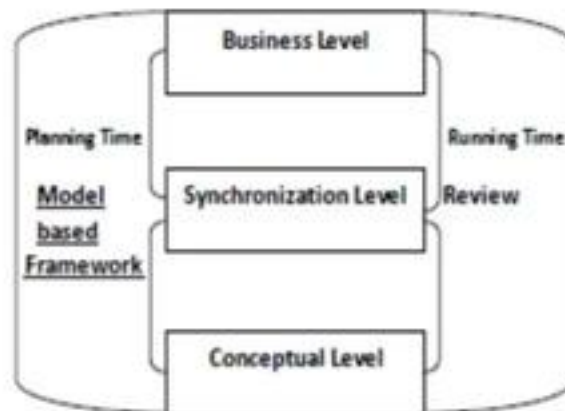 Business Level
Planning Time
Running Time
Model
based
Framework
Synchronization Level
Review
Conceptual Level